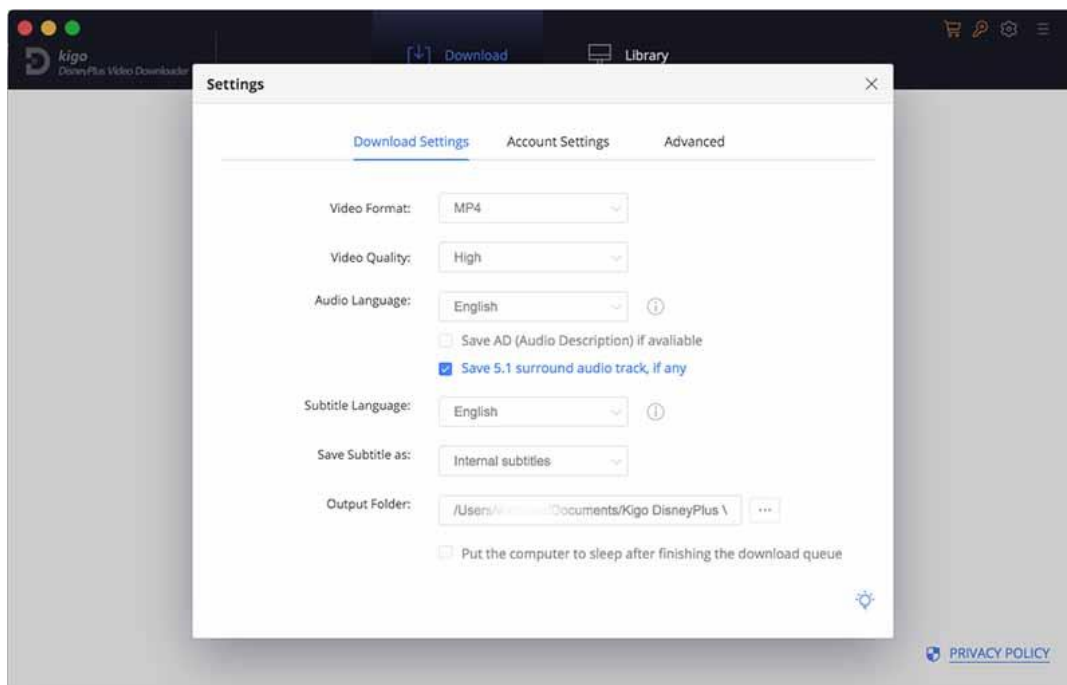 kigo
DisneyPlus Video Downloader
Download
Library
Settings
Download Settings
Account Settings
Advanced
Video Format:
MP4
Video Quality:
High
Audio Language:
English
Save AD (Audio Description) if avaliable
Save 5.1 surround audio track, if any
Subtitle Language:
English
Save Subtitle as:
Internal subtitles
Output Folder:
/Users/ /Documents/Kigo DisneyPlus \
...
Put the computer to sleep after finishing the download queue
PRIVACY POLICY